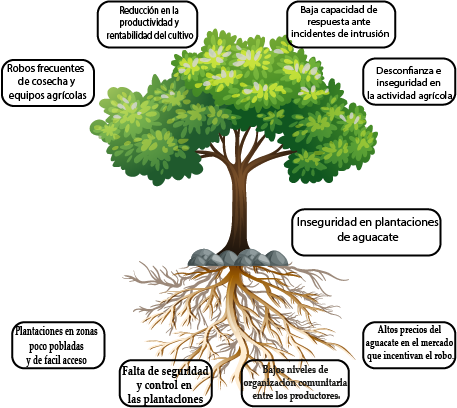 Reducción en la
productividad y
rentabilidad del cultivo
Baja capacidad de
respuesta ante
incidentes de intrusión
Robos frecuentes
de cosecha y
equipos agrícolas
Desconfianza e
inseguridad en
la actividad agrícola
Inseguridad en plantaciones
de aguacate
Plantaciones en zonas
poco pobladas
y de facil acceso
Falta de seguridad
y control en
las plantaciones
Bajos niveles de
organización comunitarla
entre los productores.
Altos precios del
aguacate en el mercado
que incentivan el robo.